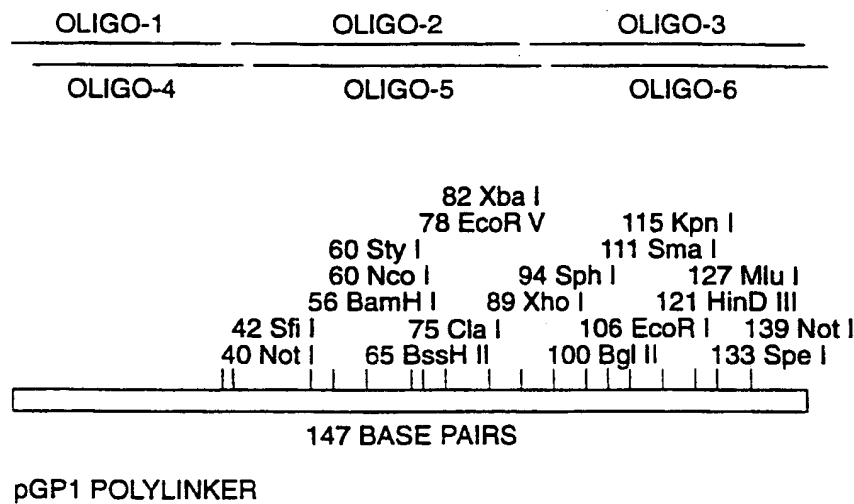 OLIGO-1 OLIGO-2 OLIGO-3
OLIGO-4 OLIGO-5 OLIGO-6
82 Xba I
78 EcoR V 115 Kpn I
60 Sty I 111 Sma I
60 Nco I 94 Sph I 127 Mlu I
56 BamH I 89 Xho I 121 HinD III
42 Sfi I 75 Cla I 106 EcoR I 139 Not I
40 Not I 65 BssH II 100 Bgl II 133 Spe I
147 BASE PAIRS
pGP1 POLYLINKER